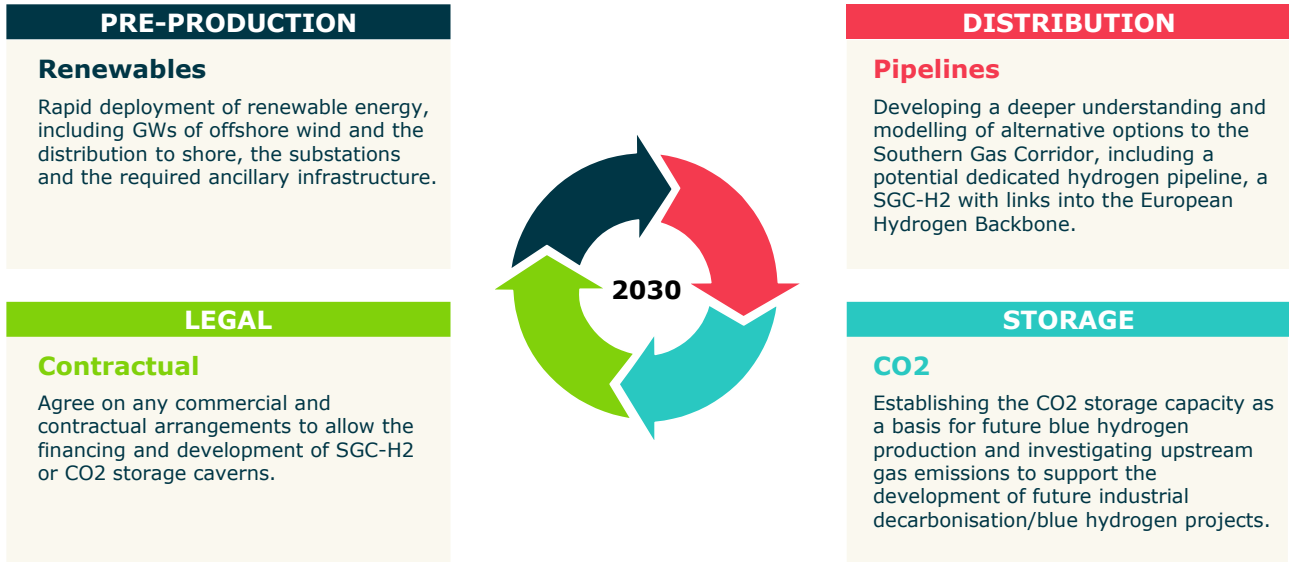 PRE-PRODUCTION
Renewables
Rapid deployment of renewable energy,
including GWs of offshore wind and the
distribution to shore, the substations
and the required ancillary infrastructure.
DISTRIBUTION
Pipelines
Developing a deeper understanding and
modelling of alternative options to the
Southern Gas Corridor, including a
potential dedicated hydrogen pipeline, a
SGC-H2 with links into the European
Hydrogen Backbone.
2030
LEGAL
Contractual
Agree on any commercial and
contractual arrangements to allow the
financing and development of SGC-H2
or CO2 storage caverns.
STORAGE
CO2
Establishing the CO2 storage capacity as
a basis for future blue hydrogen
production and investigating upstream
gas emissions to support the
development of future industrial
decarbonisation/blue hydrogen projects.